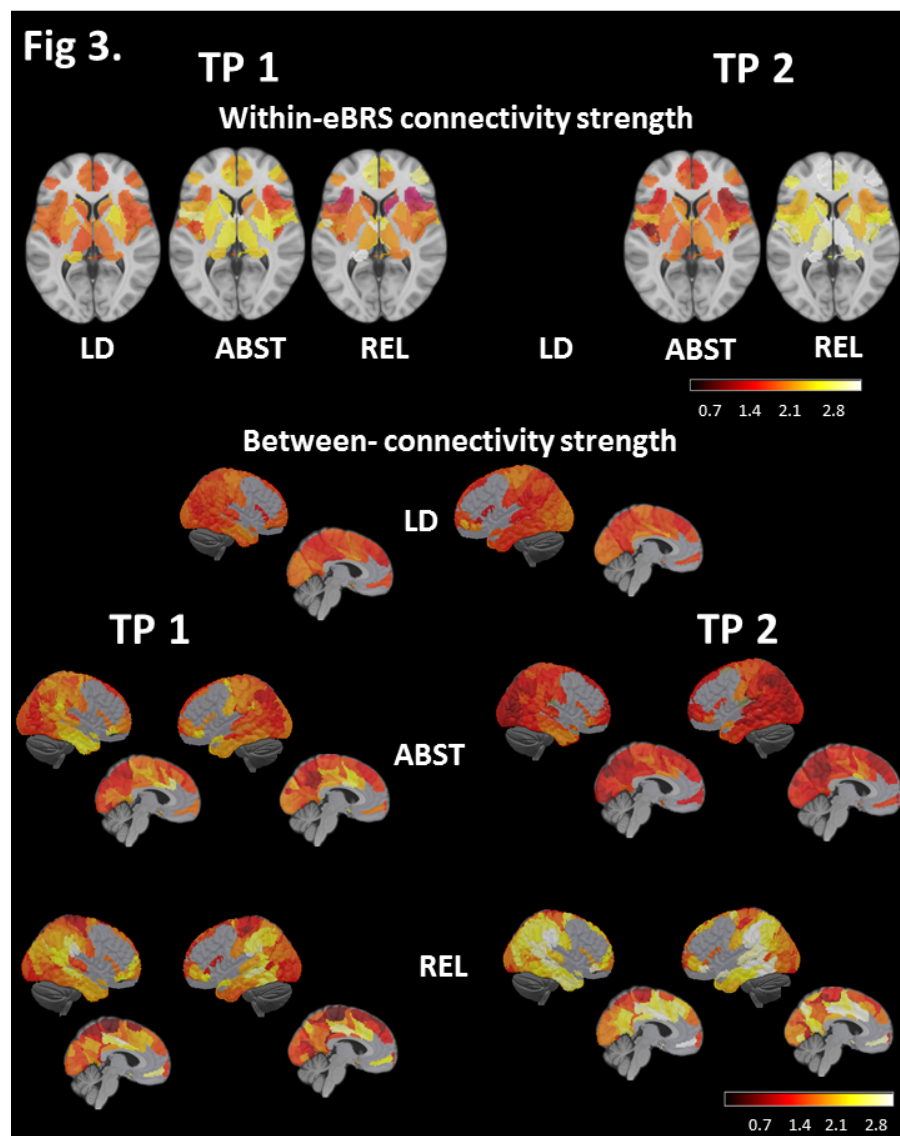 Fig 3.
TP 1
TP 2
Within-eBRS connectivity strength
LD
ABST
REL
LD
ABST
REL
0.7 1.4 2.1 2.8
Between- connectivity strength
LD
TP 1
TP 2
ABST
REL
0.7 1.4 2.1 2.8